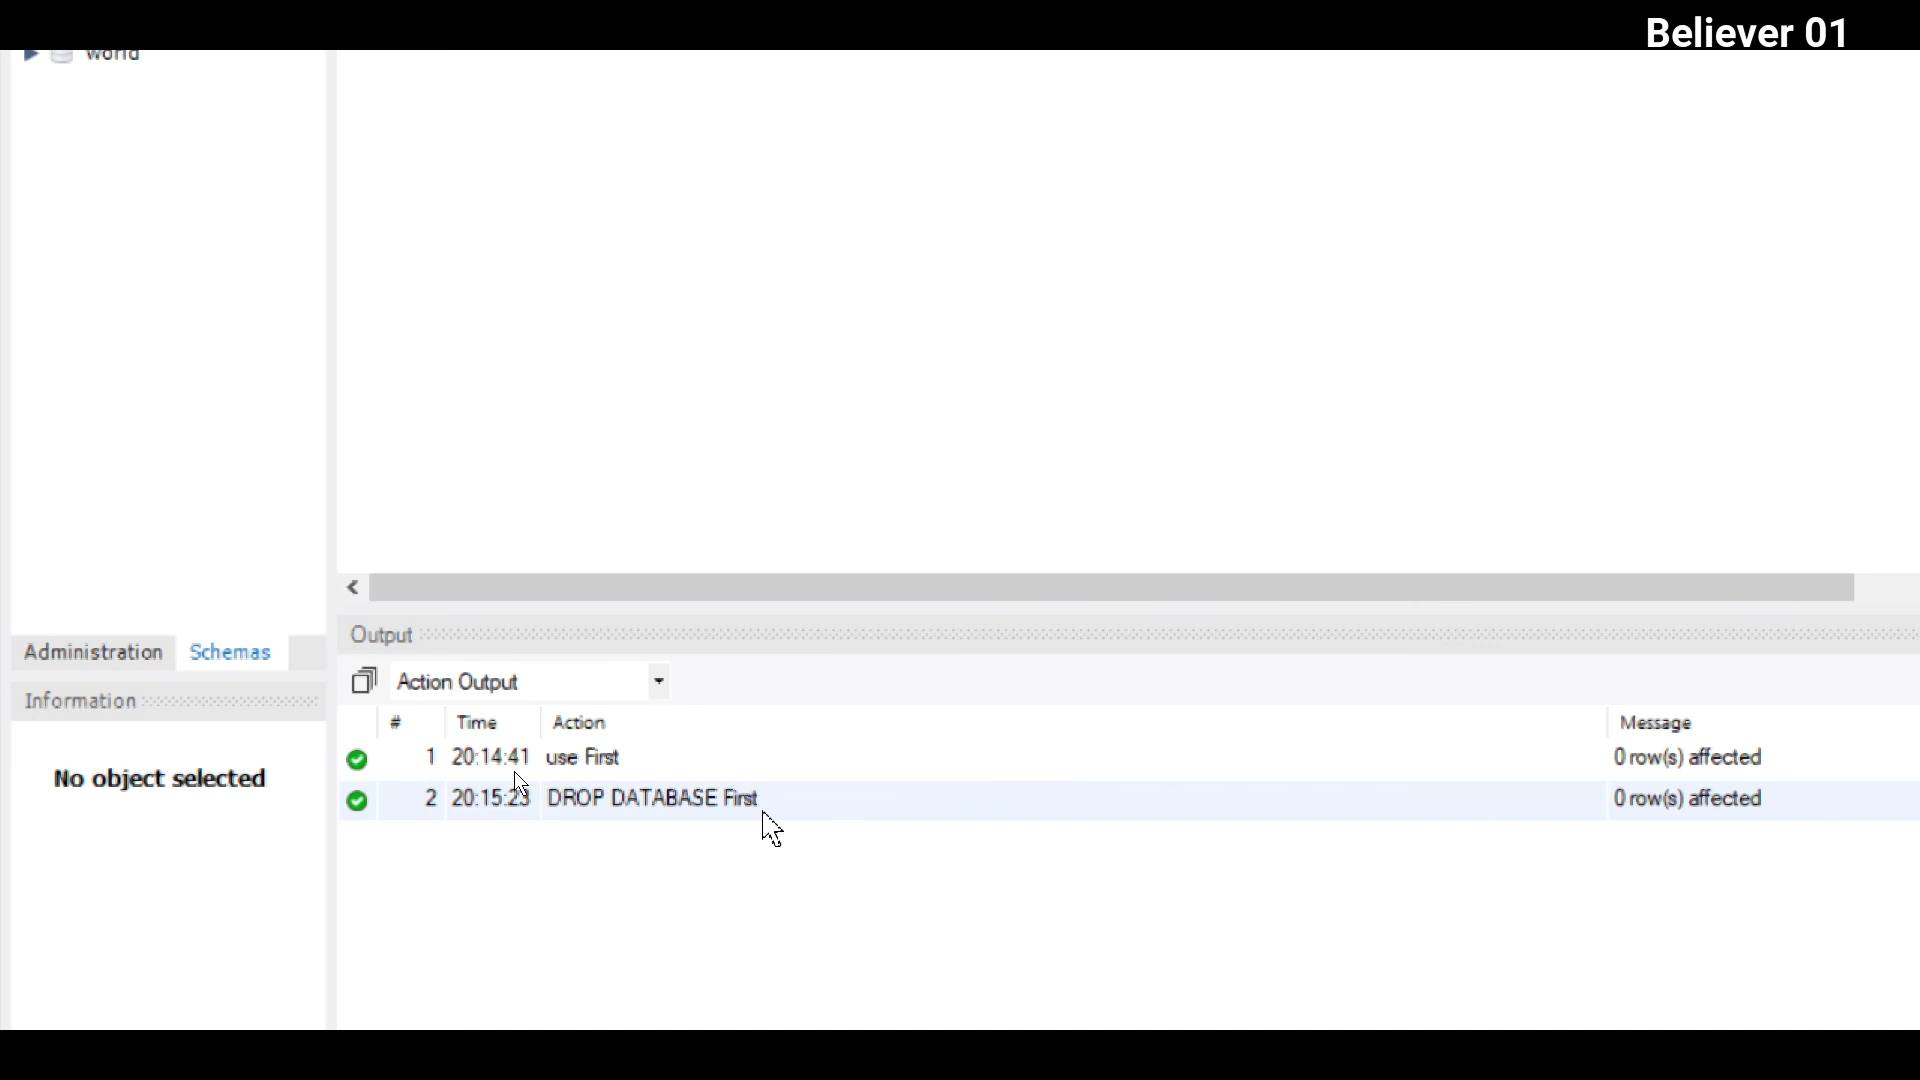 Believer 01
world
Output
Administration Schemas
Action Output
Information
# Time Action Message
1 20:14:41 use First 0 row(s) affected
No object selected
2 20:15:23 DROP DATABASE First 0 row(s) affected